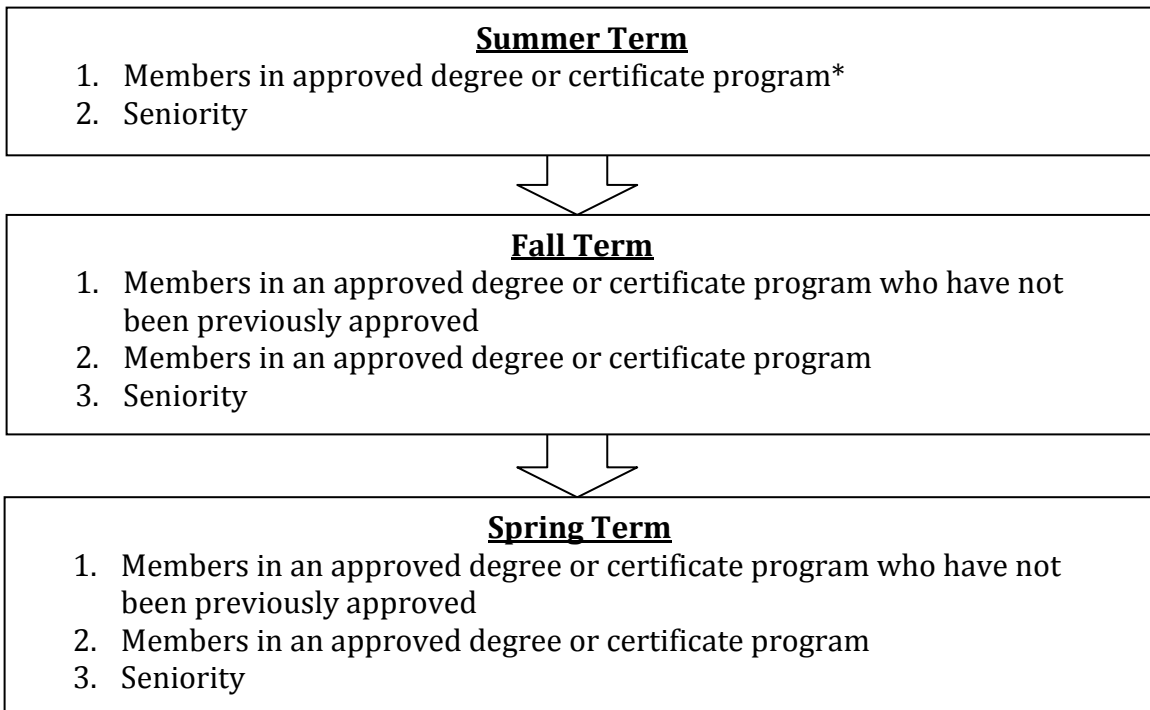 Summer Term
1. Members in approved degree or certificate program*
2. Seniority
Fall Term
1. Members in an approved degree or certificate program who have not
been previously approved
2. Members in an approved degree or certificate program
3. Seniority
Spring Term
1. Members in an approved degree or certificate program who have not
been previously approved
2. Members in an approved degree or certificate program
3. Seniority